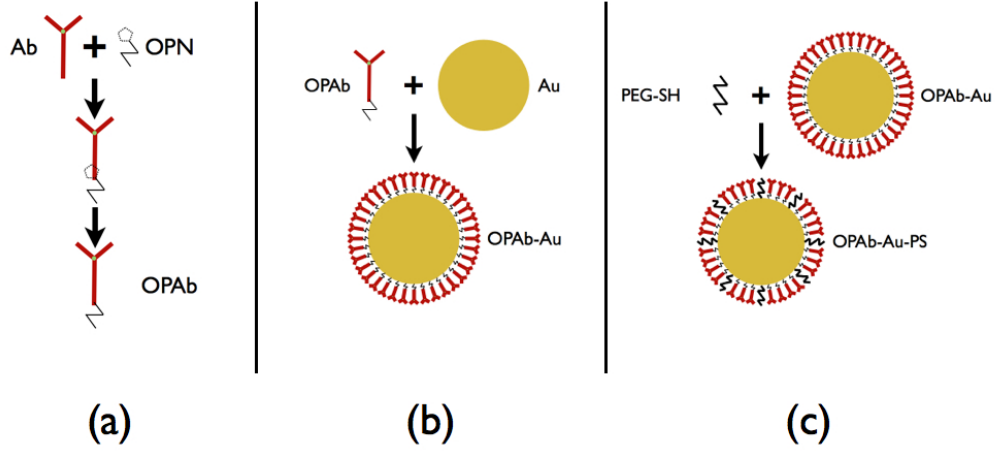 Ab + OPN
OPAb
(a)
OPAb + Au
OPAb-Au
(b)
PEG-SH + OPAb-Au
OPAb-Au-PS
(c)